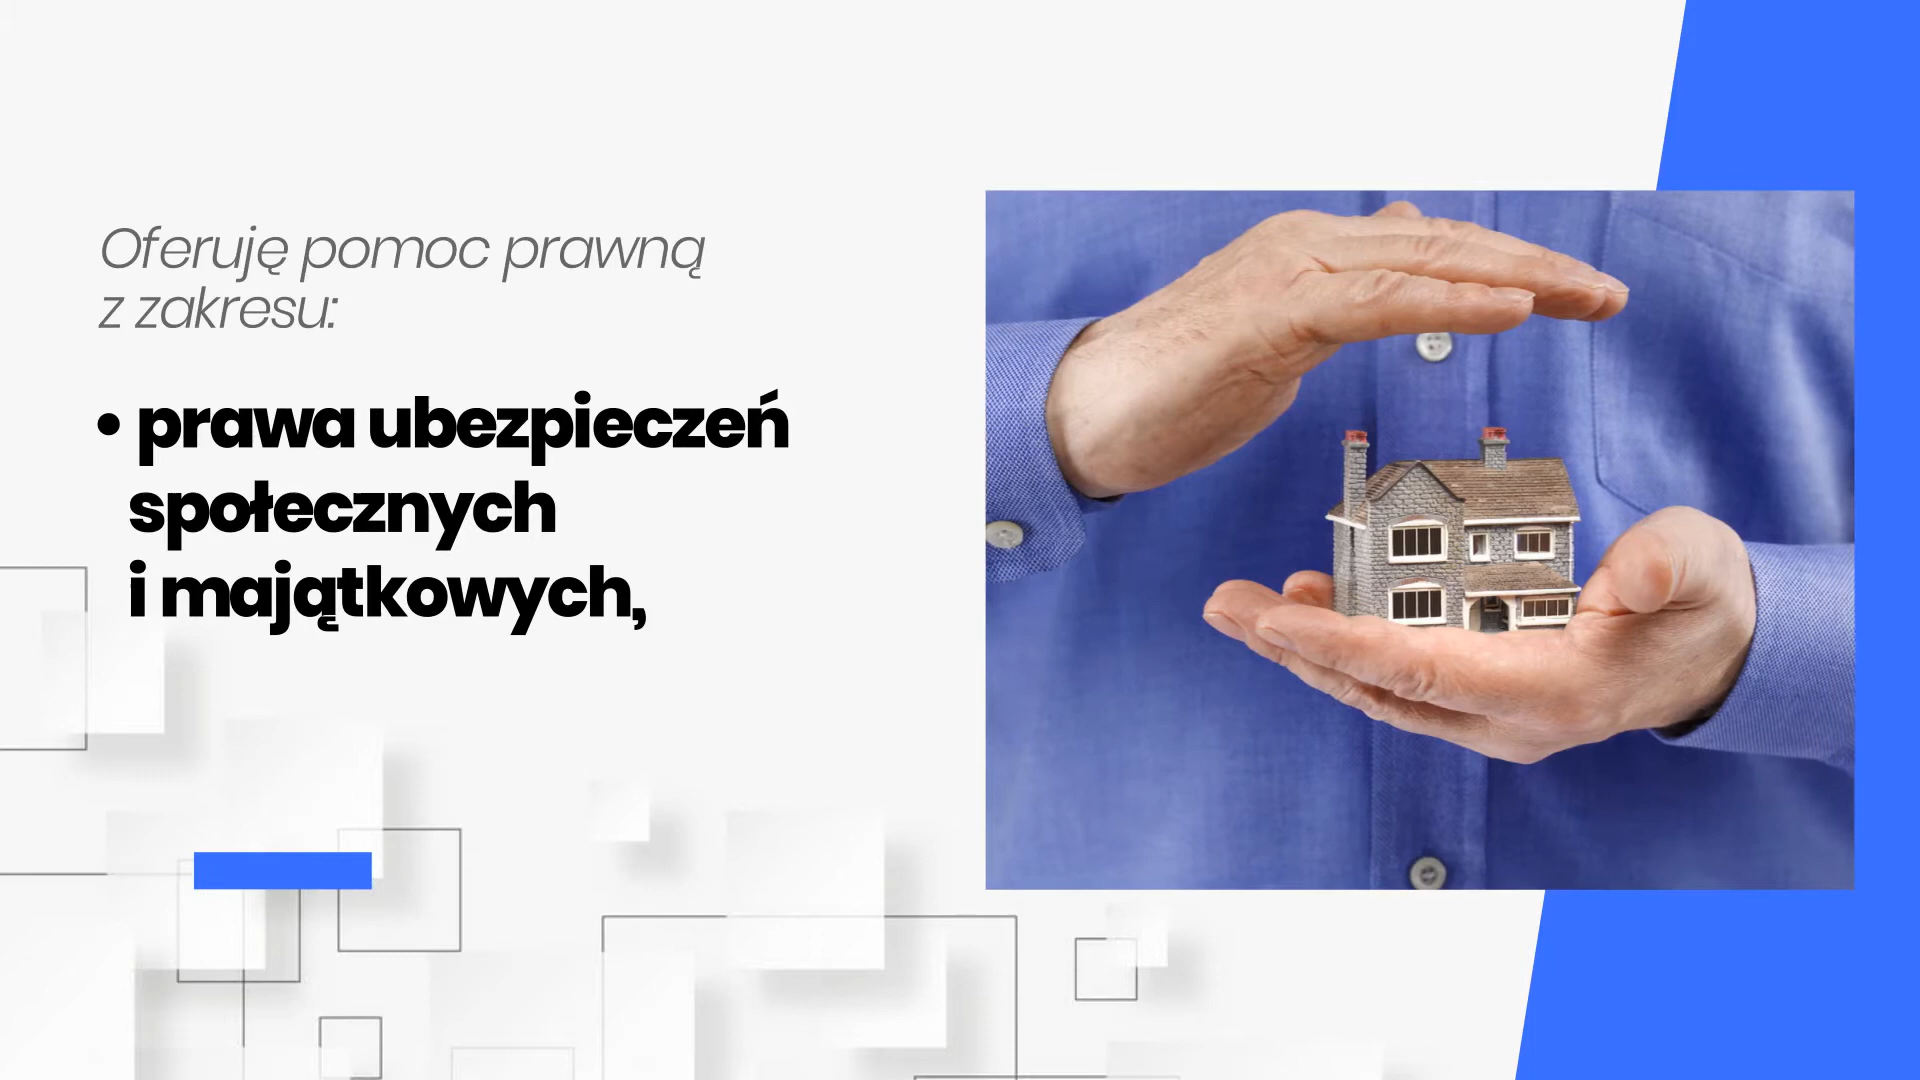 Oferuję pomoc prawną
z zakresu:
• prawa ubezpieczeń
społecznych
i majątkowych,